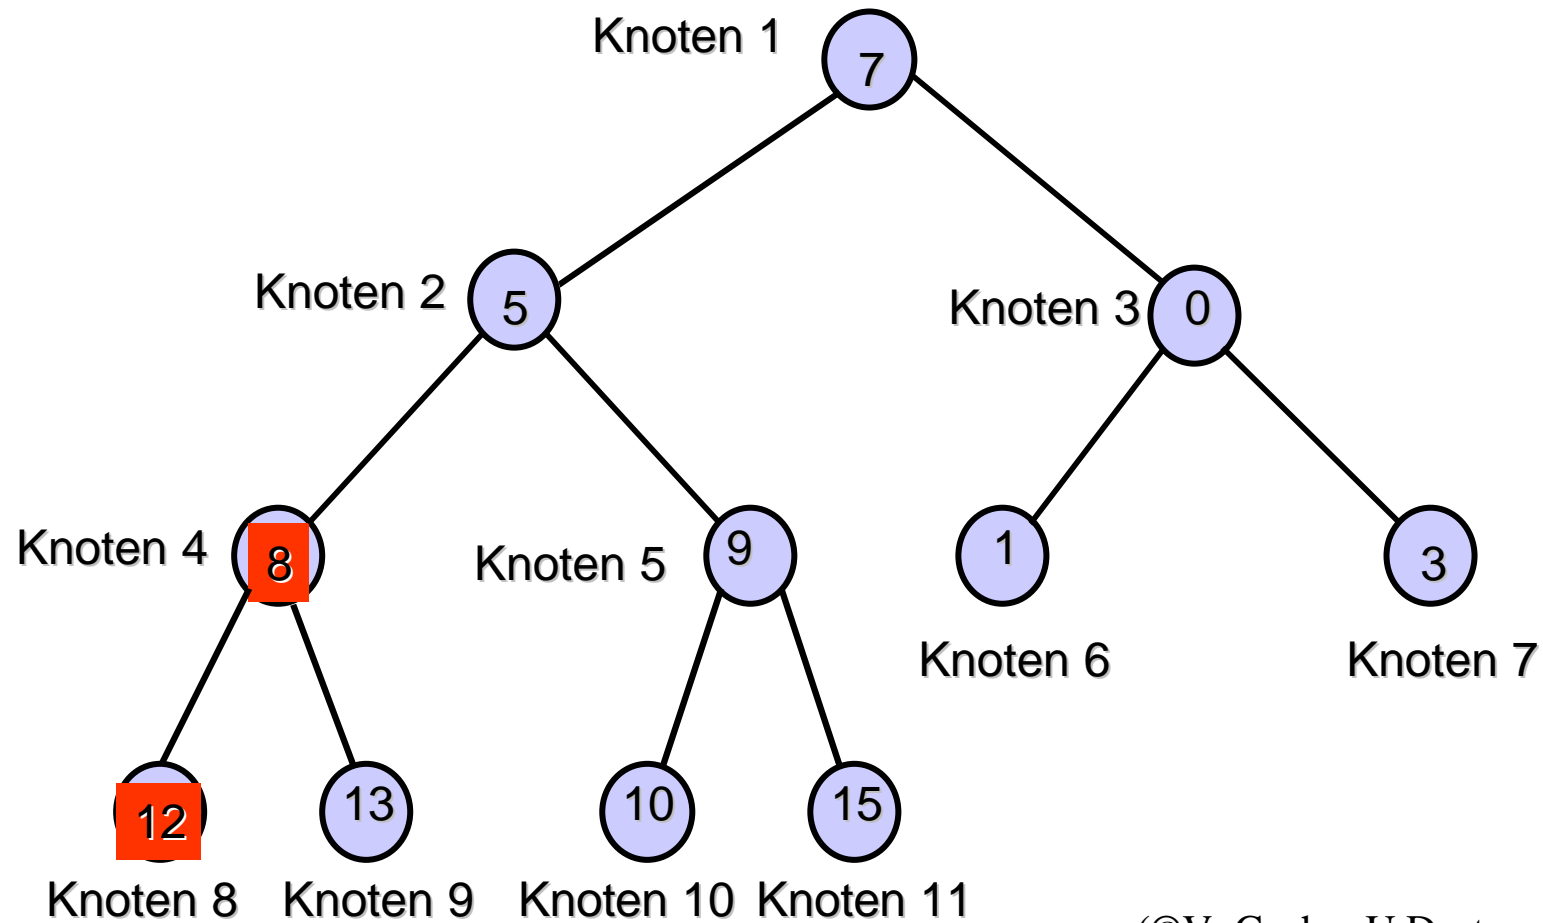 Knoten 1
7
Knoten 2
5
Knoten 3
0
Knoten 4
8
Knoten 5
9
1
3
Knoten 6
Knoten 7
12
13
10
15
Knoten 8
Knoten 9
Knoten 10
Knoten 11